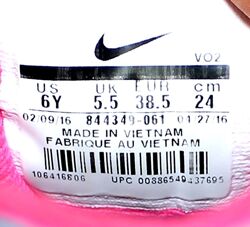 VO2
US UK EUR cm
6Y 5.5 38.5 24
02/09/16 844349-061 01/27/16
MADE IN VIETNAM
FABRIQUE AU VIETNAM
106416806
UPC 00886549437695